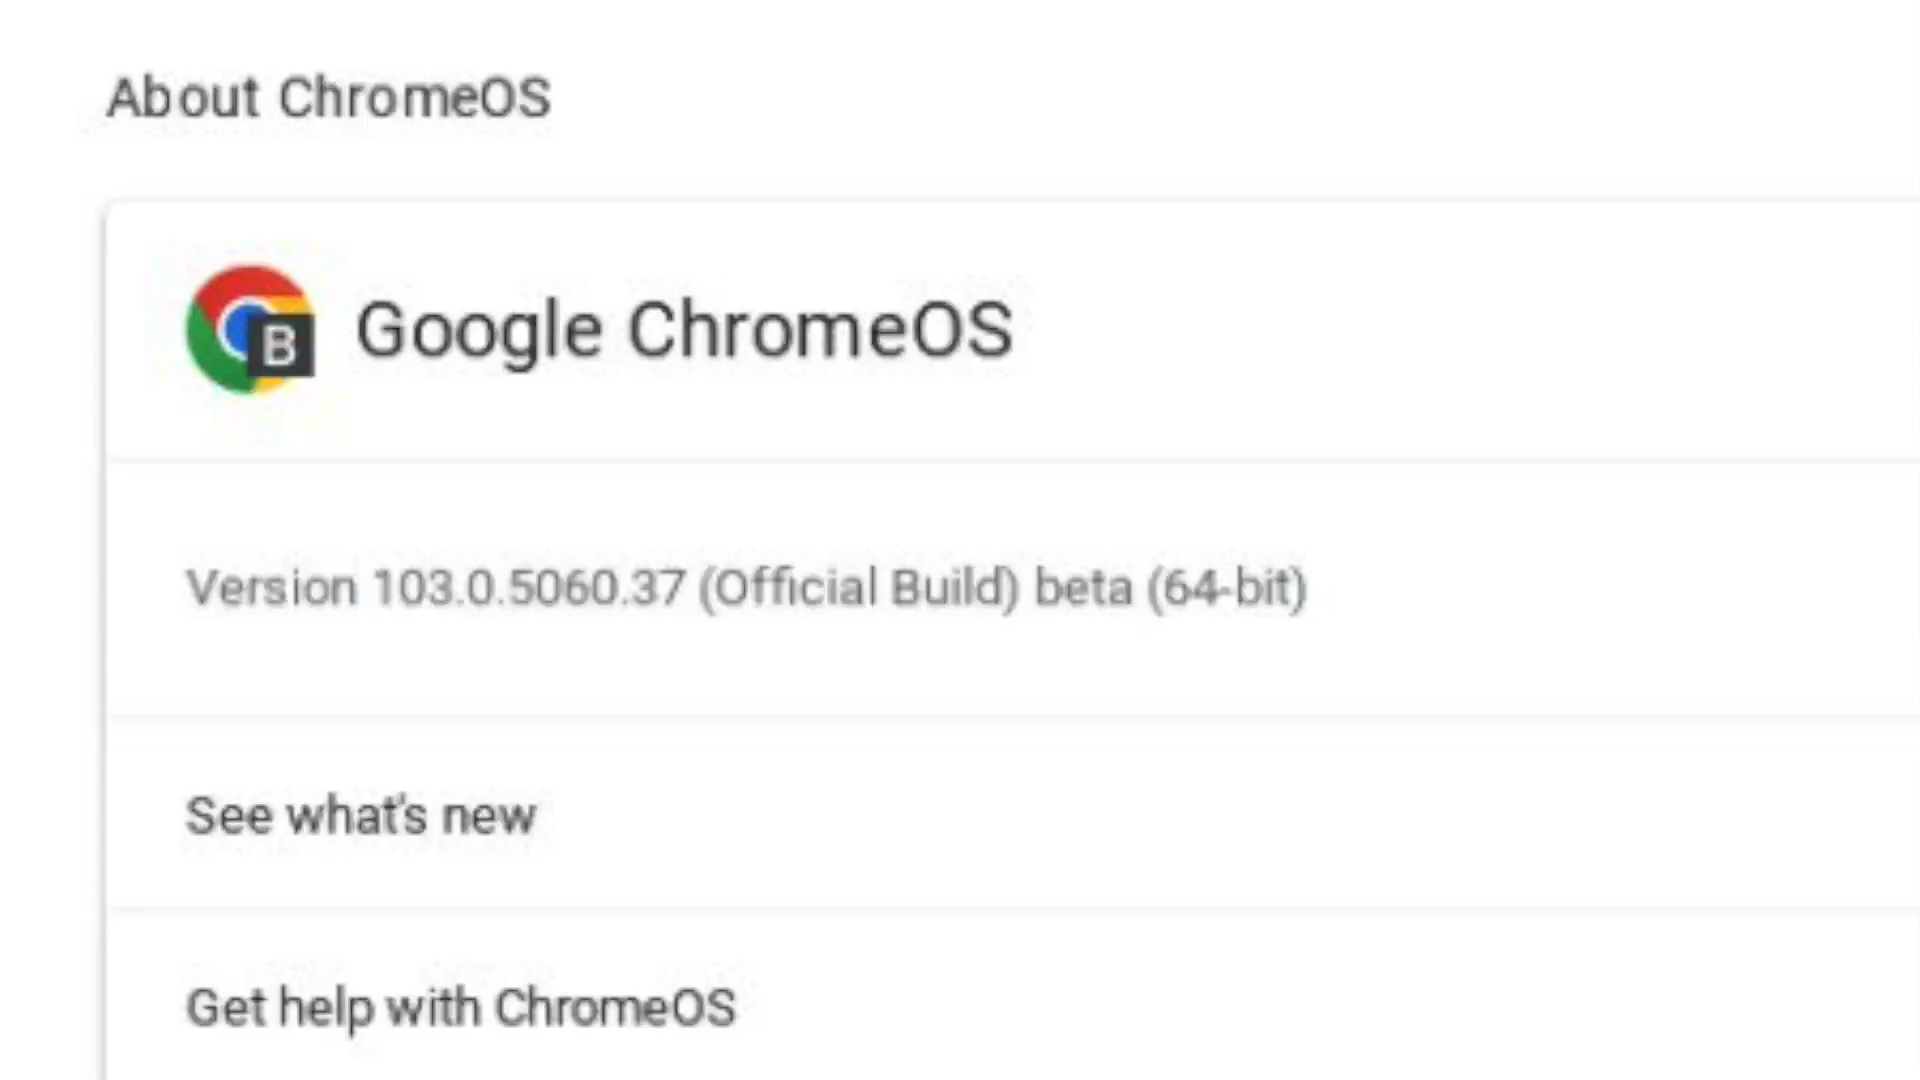 About ChromeOS
B
Google ChromeOS
Version 103.0.5060.37 (Official Build) beta (64-bit)
See what's new
Get help with ChromeOS